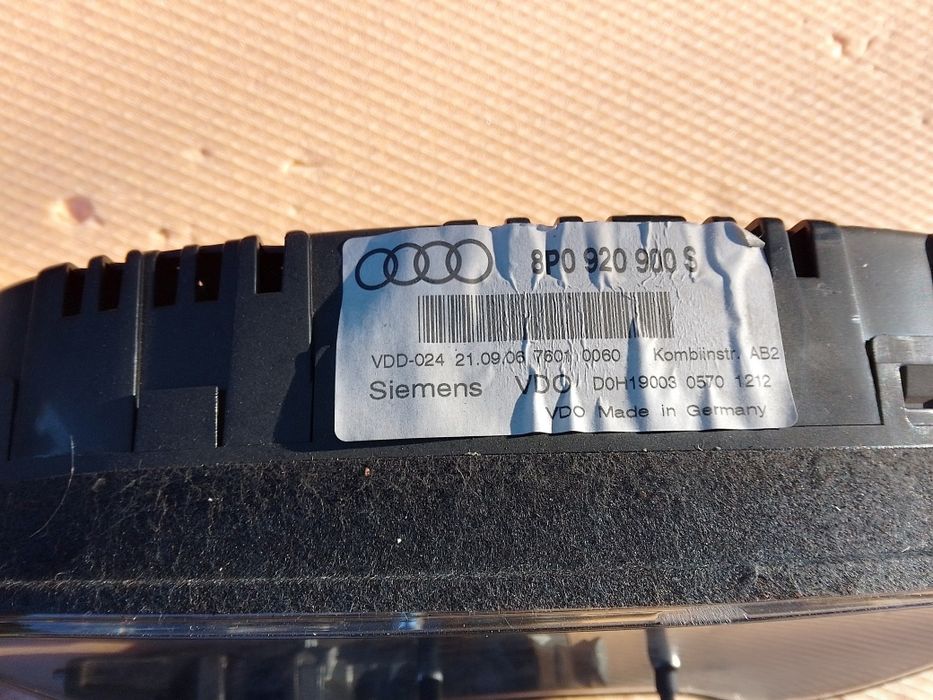 8P0 920 900 S
VDD-024 21.09.06 7601 0060 Kombiinstr. AB2
Siemens VDO D0H19003 0570 1212
VDO Made in Germany